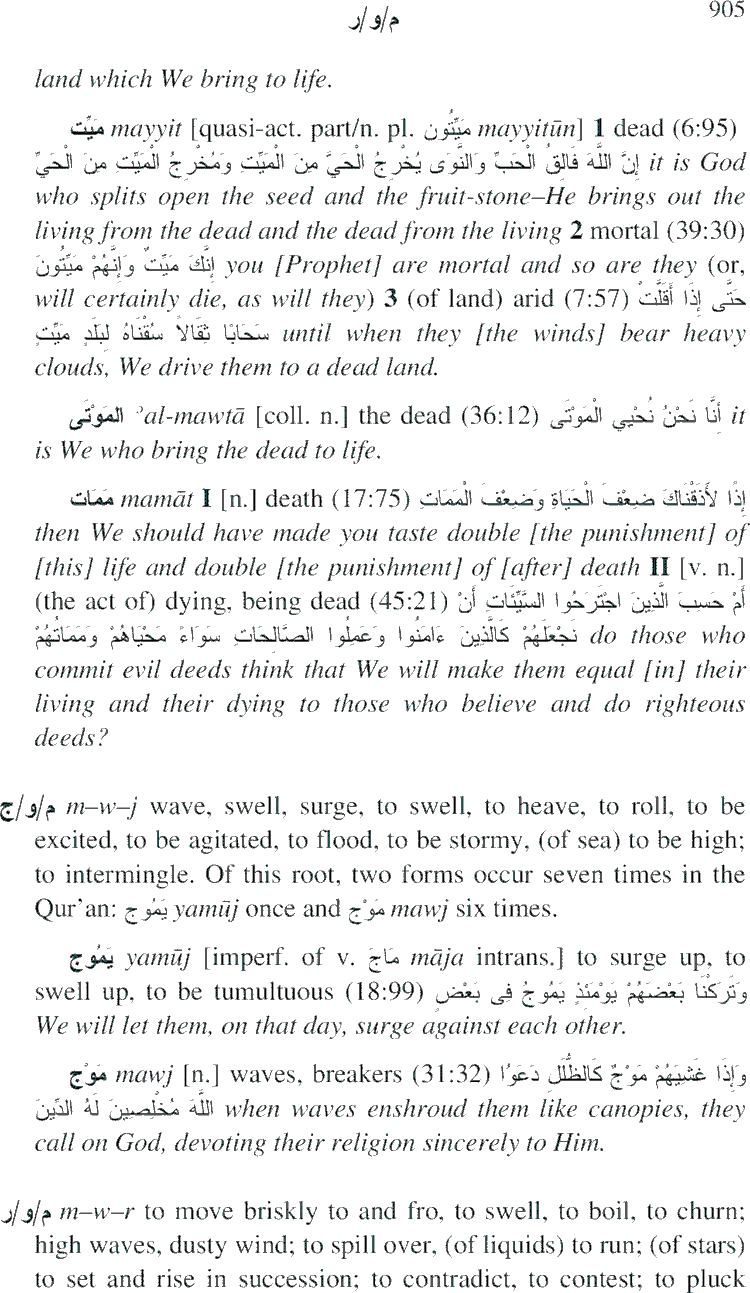 م/و/ر 905
land which We bring to life.
مَيِّت mayyit [quasi-act. part/n. pl. مَيِّتُون mayyitūn] 1 dead (6:95)
إِنَّ اللَّهَ فَالِقُ الْحَبِّ وَالنَّوَى يُخْرِجُ الْحَيَّ مِنَ الْمَيِّتِ وَمُخْرِجُ الْمَيِّتِ مِنَ الْحَيِّ it is God
who splits open the seed and the fruit-stone–He brings out the
living from the dead and the dead from the living 2 mortal (39:30)
إِنَّكَ مَيِّتٌ وَإِنَّهُمْ مَيِّتُونَ you [Prophet] are mortal and so are they (or,
will certainly die, as will they) 3 (of land) arid (7:57) حَتَّى إِذَا أَقَلَّتْ
سَحَابًا ثِقَالاً سُقْنَاهُ لِبَلَدٍ مَيِّتٍ until when they [the winds] bear heavy
clouds, We drive them to a dead land.
المَوْتَى ʾal-mawtā [coll. n.] the dead (36:12) أَنَّا نَحْنُ نُحْيِي الْمَوْتَى it
is We who bring the dead to life.
مَمَات mamāt I [n.] death (17:75) إِذًا لأَذَقْنَاكَ ضِعْفَ الْحَيَاةِ وَضِعْفَ الْمَمَاتِ
then We should have made you taste double [the punishment] of
[this] life and double [the punishment] of [after] death II [v. n.]
(the act of) dying, being dead (45:21) أَمْ حَسِبَ الَّذِينَ اجْتَرَحُوا السَّيِّئَاتِ أَنْ
نَجْعَلَهُمْ كَالَّذِينَ ءَامَنُوا وَعَمِلُوا الصَّالِحَاتِ سَوَاءً مَحْيَاهُمْ وَمَمَاتُهُمْ do those who
commit evil deeds think that We will make them equal [in] their
living and their dying to those who believe and do righteous
deeds?
م/و/ج m–w–j wave, swell, surge, to swell, to heave, to roll, to be
excited, to be agitated, to flood, to be stormy, (of sea) to be high;
to intermingle. Of this root, two forms occur seven times in the
Qur'an: يَمُوج yamūj once and مَوْج mawj six times.
يَمُوج yamūj [imperf. of v. مَاجَ māja intrans.] to surge up, to
swell up, to be tumultuous (18:99) وَتَرَكْنَا بَعْضَهُمْ يَوْمَئِذٍ يَمُوجُ فِى بَعْضٍ
We will let them, on that day, surge against each other.
مَوْج mawj [n.] waves, breakers (31:32) وَإِذَا غَشِيَهُمْ مَوْجٌ كَالظُّلَلِ دَعَوُا
اللَّهَ مُخْلِصِينَ لَهُ الدِّينَ when waves enshroud them like canopies, they
call on God, devoting their religion sincerely to Him.
م/و/ر m–w–r to move briskly to and fro, to swell, to boil, to churn;
high waves, dusty wind; to spill over, (of liquids) to run; (of stars)
to set and rise in succession; to contradict, to contest; to pluck